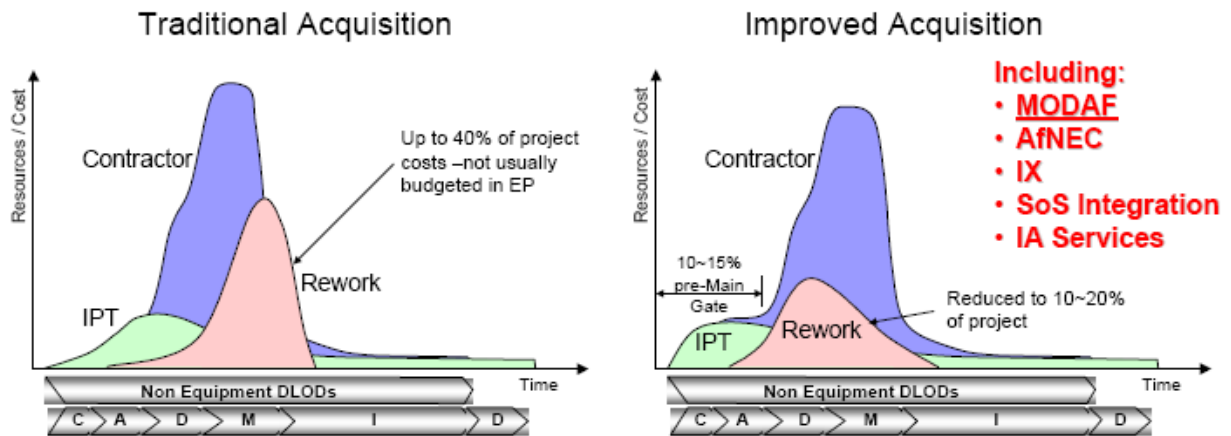 Traditional Acquisition
Resources / Cost
Contractor
Up to 40% of project
costs –not usually
budgeted in EP
Rework
IPT
Time
Non Equipment DLODs
C A D M I D
Improved Acquisition
Including:
• MODAF
• AfNEC
• IX
• SoS Integration
• IA Services
Resources / Cost
Contractor
10~15%
pre-Main
Gate
Reduced to 10~20%
of project
Rework
IPT
Time
Non Equipment DLODs
C A D M I D